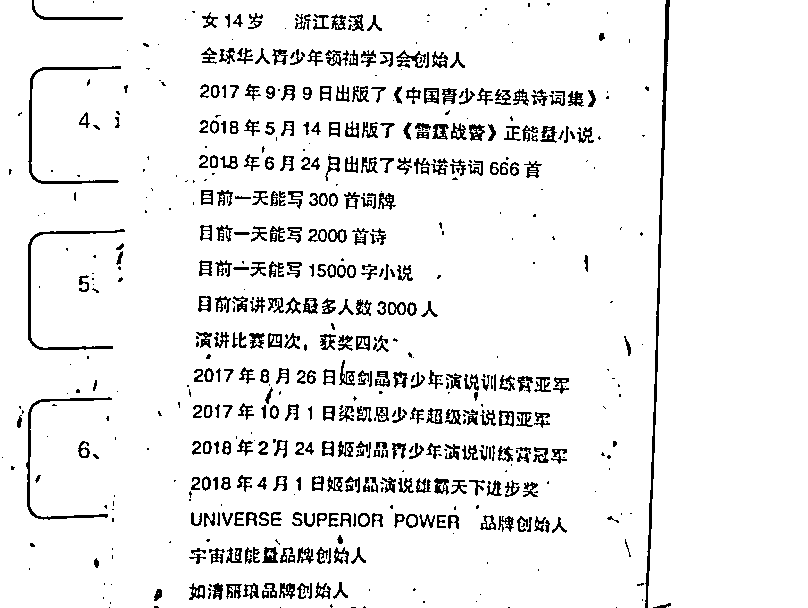 女 14 岁 浙江慈溪人
全球华人青少年领袖学习会创始人
2017 年 9 月 9 日出版了《中国青少年经典诗词集》
2018 年 5 月 14 日出版了《雷霆战警》正能量小说
2018 年 6 月 24 日出版了岑怡诺诗词 666 首
目前一天能写 300 首词牌
目前一天能写 2000 首诗
目前一天能写 15000 字小说
目前演讲观众最多人数 3000 人
演讲比赛四次，获奖四次
2017 年 8 月 26 日姬剑晶青少年演说训练营亚军
2017 年 10 月 1 日梁凯恩少年超级演说团亚军
2018 年 2 月 24 日姬剑晶青少年演说训练营冠军
2018 年 4 月 1 日姬剑晶演说雄霸天下进步奖
UNIVERSE SUPERIOR POWER 品牌创始人
宇宙超能量品牌创始人
如清丽琅品牌创始人
4、
5、
6、